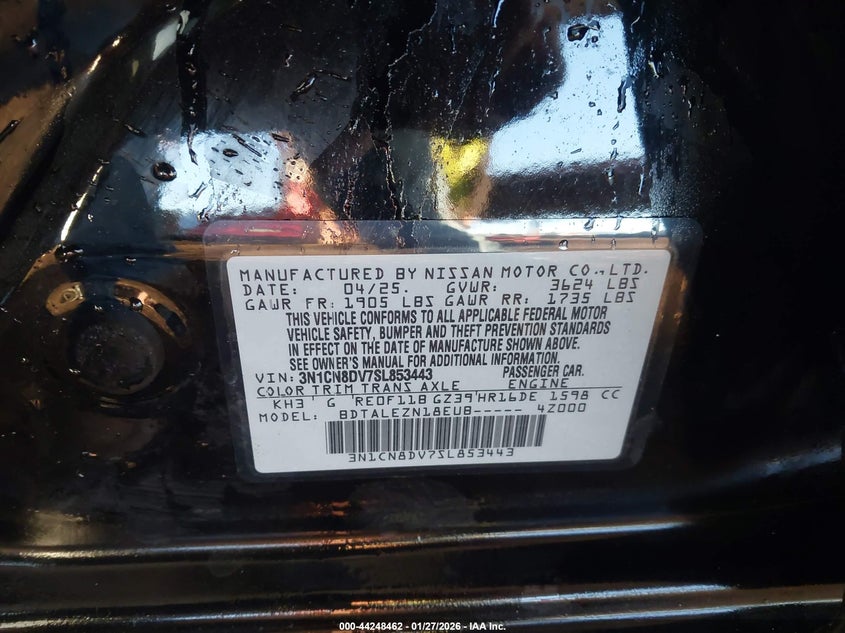 MANUFACTURED BY NISSAN MOTOR CO., LTD.
DATE: 04/25. GVWR: 3624 LBS
GAWR FR: 1905 LBS GAWR RR: 1735 LBS
THIS VEHICLE CONFORMS TO ALL APPLICABLE FEDERAL MOTOR
VEHICLE SAFETY, BUMPER AND THEFT PREVENTION STANDARDS
IN EFFECT ON THE DATE OF MANUFACTURE SHOWN ABOVE.
SEE OWNER'S MANUAL FOR ADDITIONAL INFORMATION.
VIN: 3N1CN8DV7SL853443 PASSENGER CAR.
COLOR TRIM TRANS AXLE ENGINE
KH3 G RE0F11B GZ39 HR16DE 1598 CC
MODEL: BDTALEZN18EUB----- 4Z000
3N1CN8DV7SL853443
000-44248462 - 01/27/2026 - IAA Inc.